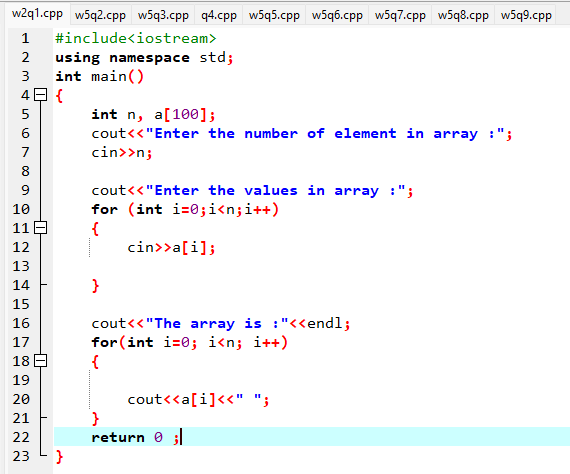 w2q1.cpp w5q2.cpp w5q3.cpp q4.cpp w5q5.cpp w5q6.cpp w5q7.cpp w5q8.cpp w5q9.cpp
1 #include<iostream>
2 using namespace std;
3 int main()
4 {
5 int n, a[100];
6 cout<<"Enter the number of element in array :";
7 cin>>n;
8
9 cout<<"Enter the values in array :";
10 for (int i=0;i<n;i++)
11 {
12 cin>>a[i];
13
14 }
15
16 cout<<"The array is :"<<endl;
17 for(int i=0; i<n; i++)
18 {
19
20 cout<<a[i]<<" ";
21 }
22 return 0 ;
23 }